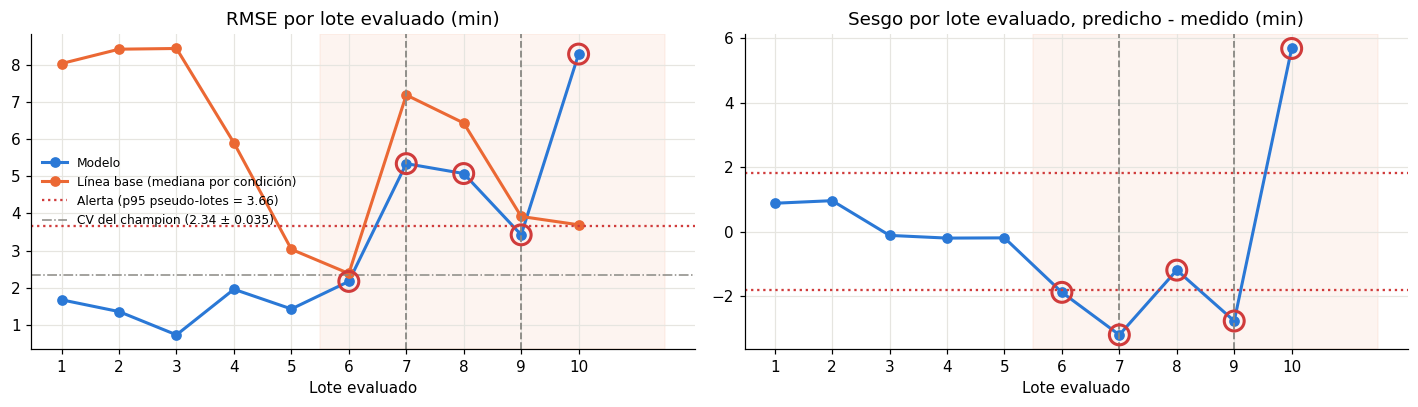 RMSE por lote evaluado (min)
8
7
6
5
4
3
2
1
Modelo
Línea base (mediana por condición)
Alerta (p95 pseudo-lotes = 3.66)
CV del champion (2.34 ± 0.035)
1 2 3 4 5 6 7 8 9 10
Lote evaluado
Sesgo por lote evaluado, predicho - medido (min)
6
4
2
0
−2
1 2 3 4 5 6 7 8 9 10
Lote evaluado